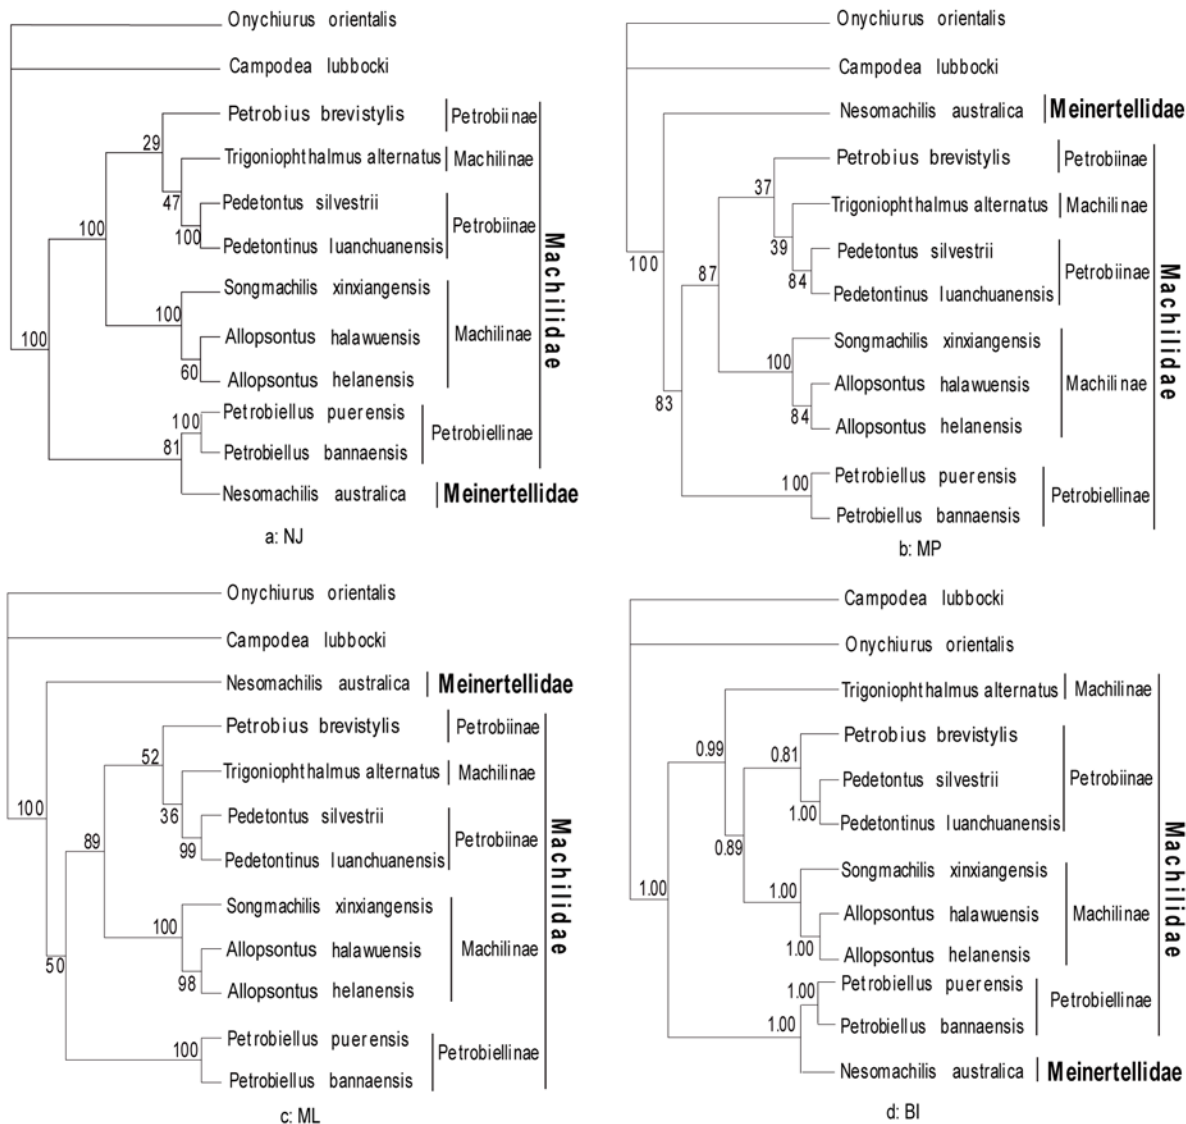 Onychiurus orientalis
Campodea lubbocki
Petrobius brevistylis
Petrobiinae
29
Trigoniophthalmus alternatus
Machilinae
47
Pedetontus silvestrii
100
Pedetontinus luanchuanensis
Petrobiinae
100
Songmachilis xinxiangensis
100
Allopsontus halawuensis
Machilinae
60
Allopsontus helanensis
100
Petrobiellus puerensis
100
Petrobiellus bannaensis
Petrobiellinae
81
Nesomachilis australica
Meinertellidae
Machilidae
a: NJ
Onychiurus orientalis
Campodea lubbocki
Nesomachilis australica
Meinertellidae
Petrobius brevistylis
Petrobiinae
37
Trigoniophthalmus alternatus
Machilinae
39
Pedetontus silvestrii
84
Pedetontinus luanchuanensis
Petrobiinae
100
87
Songmachilis xinxiangensis
100
Allopsontus halawuensis
Machilinae
84
Allopsontus helanensis
83
Petrobiellus puerensis
100
Petrobiellus bannaensis
Petrobiellinae
Machilidae
b: MP
Onychiurus orientalis
Campodea lubbocki
Nesomachilis australica
Meinertellidae
Petrobius brevistylis
Petrobiinae
52
Trigoniophthalmus alternatus
Machilinae
36
Pedetontus silvestrii
99
Pedetontinus luanchuanensis
Petrobiinae
100
89
Songmachilis xinxiangensis
100
Allopsontus halawuensis
Machilinae
98
Allopsontus helanensis
50
Petrobiellus puerensis
100
Petrobiellus bannaensis
Petrobiellinae
Machilidae
c: ML
Campodea lubbocki
Onychiurus orientalis
Trigoniophthalmus alternatus
Machilinae
0.99
Petrobius brevistylis
0.81
Pedetontus silvestrii
Petrobiinae
1.00
Pedetontinus luanchuanensis
0.89
Songmachilis xinxiangensis
1.00
1.00
Allopsontus halawuensis
Machilinae
1.00
Allopsontus helanensis
Petrobiellus puerensis
1.00
Petrobiellus bannaensis
Petrobiellinae
1.00
Nesomachilis australica
Meinertellidae
Machilidae
d: BI